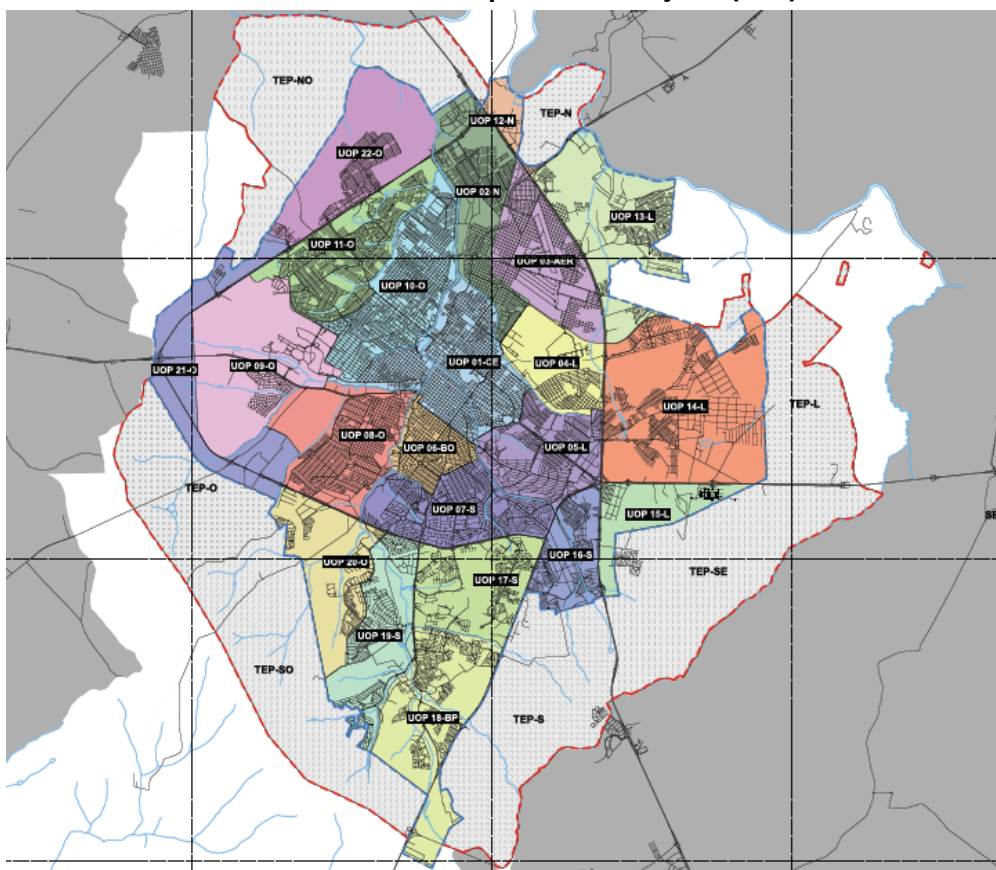 TEP-NO
TEP-N
UOP 12-N
UOP 22-O
UOP 02-N
UOP 13-L
UOP 11-O
UOP 03-AER
UOP 10-O
UOP 01-CE
UOP 04-L
UOP 21-O
UOP 09-O
TEP-L
UOP 14-L
UOP 08-O
UOP 06-BO
UOP 05-L
TEP-O
UOP 07-S
UOP 15-L
UOP 16-S
UOP 20-O
TEP-SE
UOP 17-S
UOP 19-S
TEP-SO
UOP 18-BP
TEP-S